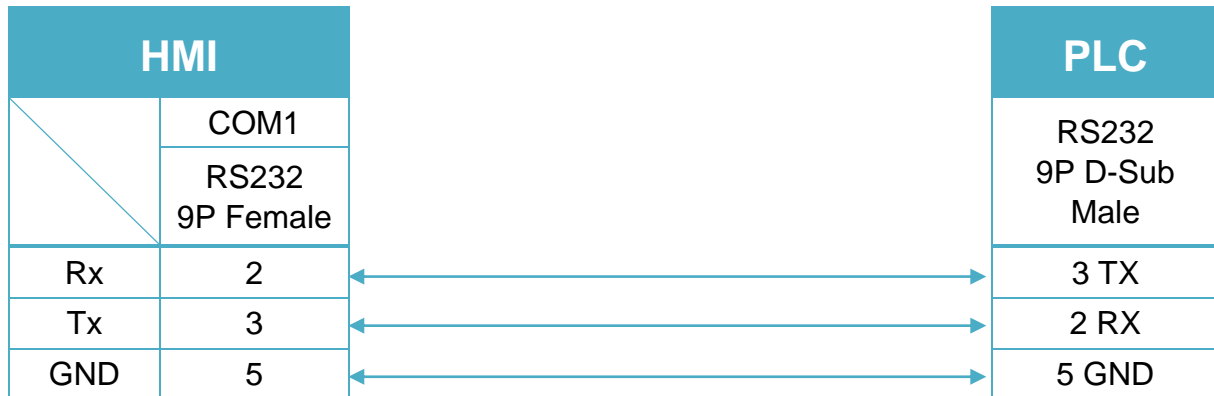 HMI
PLC
COM1
RS232
9P Female
RS232
9P D-Sub
Male
Rx 2 3 TX
Tx 3 2 RX
GND 5 5 GND